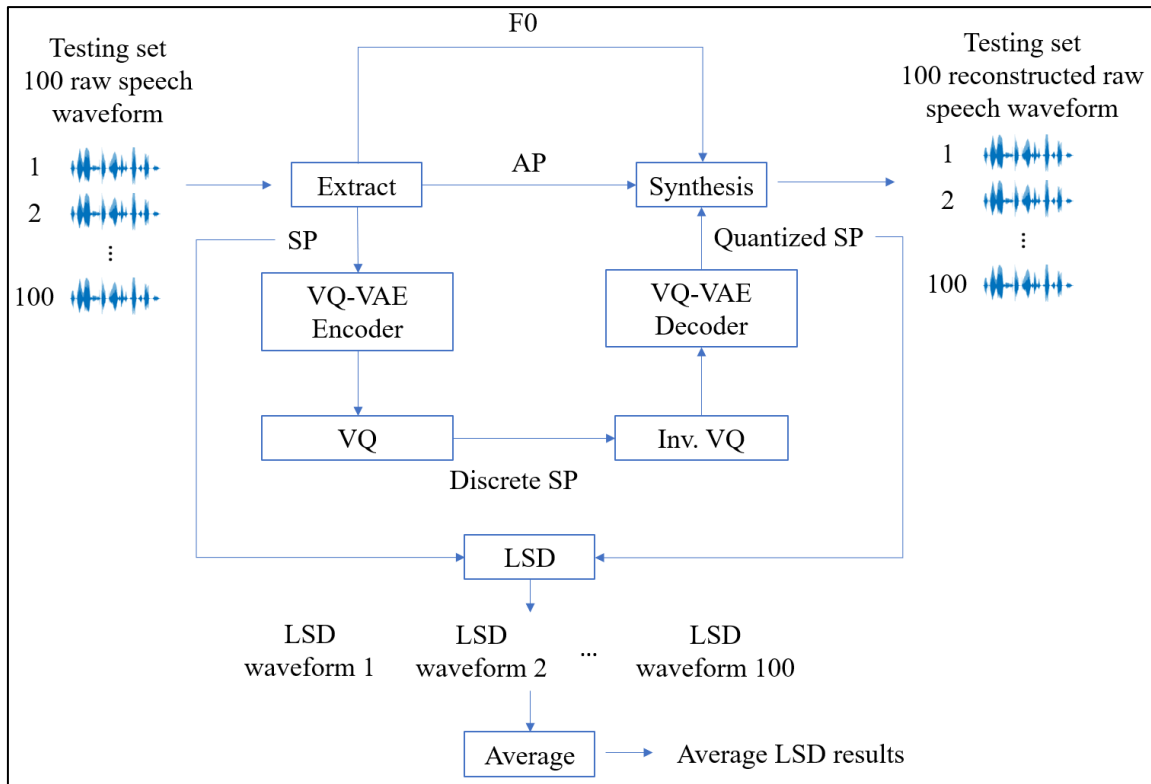 F0
Testing set
100 raw speech
waveform
1
2
⋮
100
Testing set
100 reconstructed raw
speech waveform
1
2
⋮
100
Extract
AP
Synthesis
SP
Quantized SP
VQ-VAE
Encoder
VQ-VAE
Decoder
VQ
Inv. VQ
Discrete SP
LSD
LSD
waveform 1
LSD
waveform 2
...
LSD
waveform 100
Average
Average LSD results